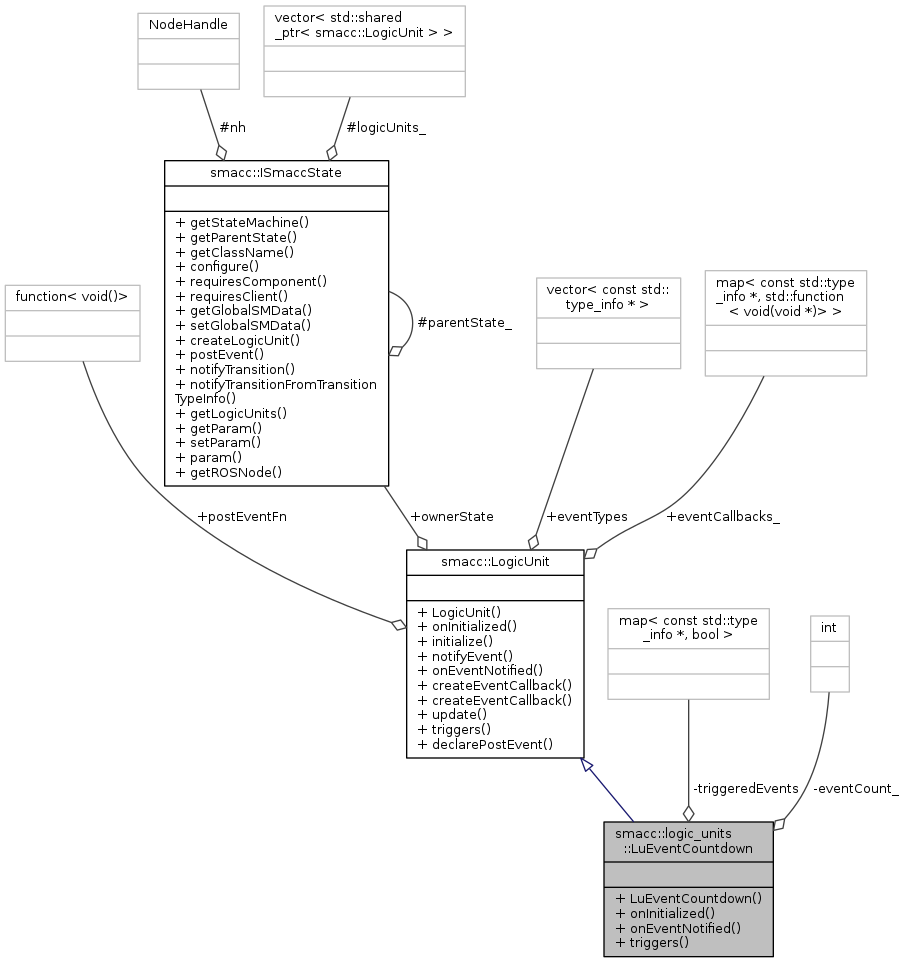 NodeHandle
vector< std::shared
_ptr< smacc::LogicUnit > >
#nh
#logicUnits_
smacc::ISmaccState
+ getStateMachine()
+ getParentState()
+ getClassName()
+ configure()
+ requiresComponent()
+ requiresClient()
+ getGlobalSMData()
+ setGlobalSMData()
+ createLogicUnit()
+ postEvent()
+ notifyTransition()
+ notifyTransitionFromTransition
TypeInfo()
+ getLogicUnits()
+ getParam()
+ setParam()
+ param()
+ getROSNode()
#parentState_
function< void()>
vector< const std::
type_info * >
map< const std::type
_info *, std::function
< void(void *)> >
+postEventFn
+ownerState
+eventTypes
+eventCallbacks_
smacc::LogicUnit
+ LogicUnit()
+ onInitialized()
+ initialize()
+ notifyEvent()
+ onEventNotified()
+ createEventCallback()
+ createEventCallback()
+ update()
+ triggers()
+ declarePostEvent()
map< const std::type
_info *, bool >
int
-triggeredEvents
-eventCount_
smacc::logic_units
::LuEventCountdown
+ LuEventCountdown()
+ onInitialized()
+ onEventNotified()
+ triggers()